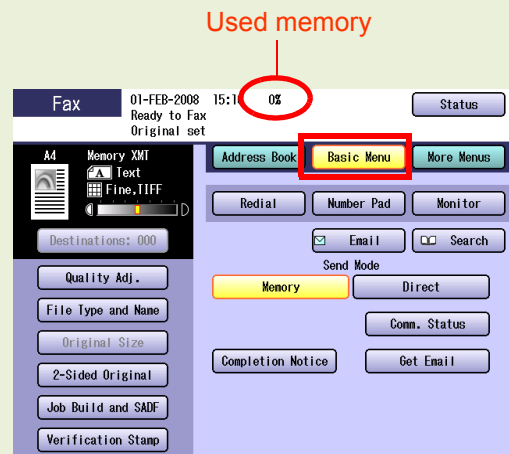 Used memory
Fax 01-FEB-2008 15:1 0%
Ready to Fax
Original set
Status
A4 Memory XMT
A Text
Fine,TIFF
D
Destinations: 000
Address Book Basic Menu More Menus
Redial Number Pad Monitor
Email Search
Send Mode
Memory Direct
Comm. Status
Completion Notice Get Email
Quality Adj.
File Type and Name
Original Size
2-Sided Original
Job Build and SADF
Verification Stamp